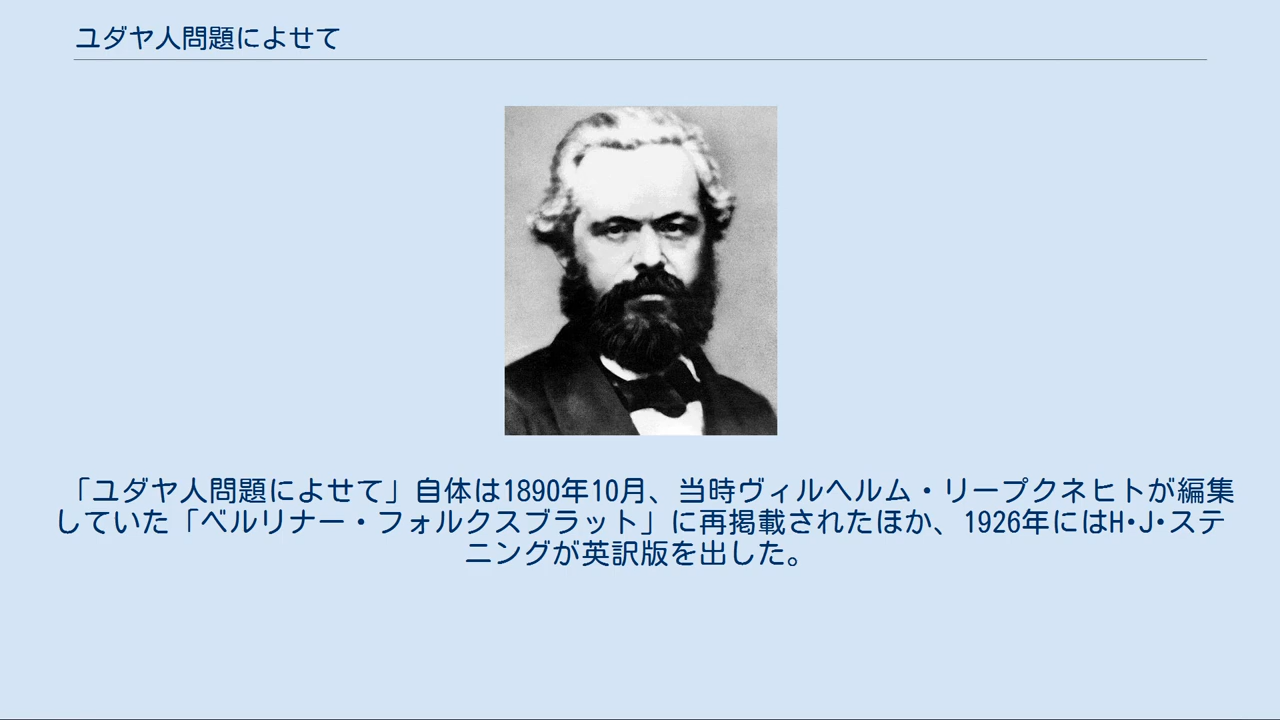 ユダヤ人問題によせて
「ユダヤ人問題によせて」自体は1890年10月、当時ヴィルヘルム・リープクネヒトが編集
していた「ベルリナー・フォルクスブラット」に再掲載されたほか、1926年にはH・J・ステ
ニングが英訳版を出した。